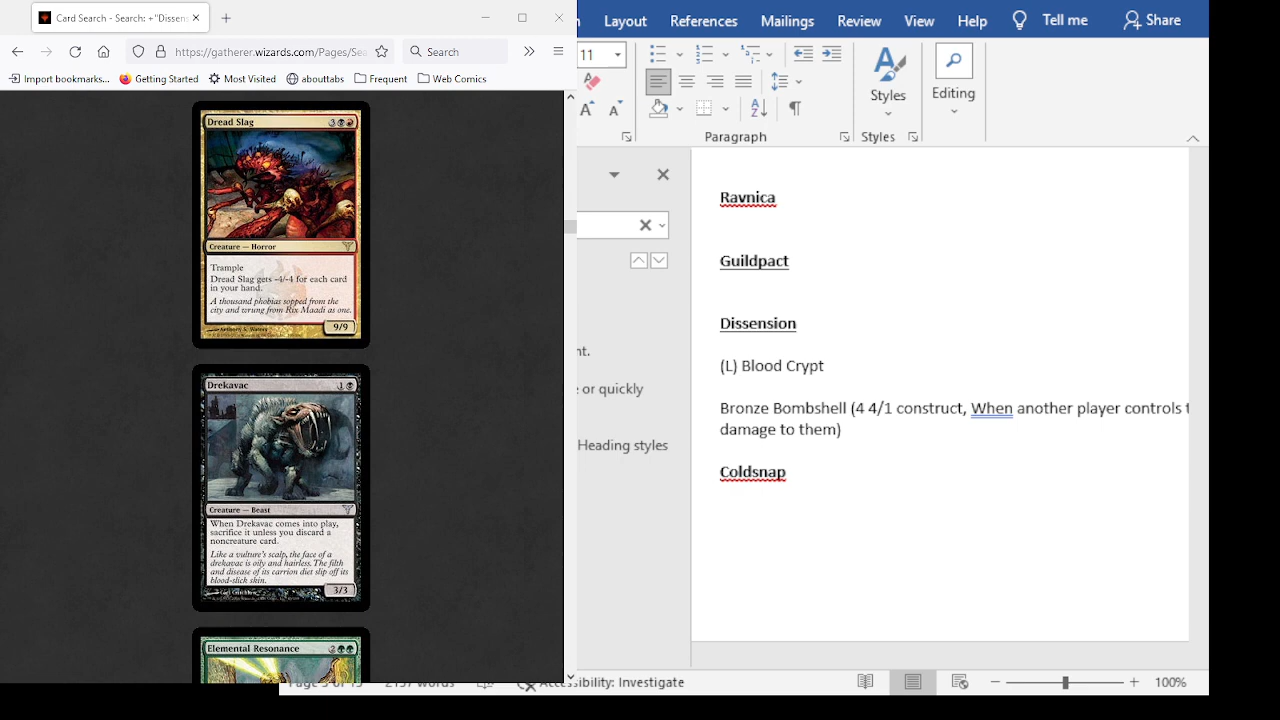 Card Search - Search: +"Dissens
https://gatherer.wizards.com/Pages/Sea
Search
Import bookmarks...
Getting Started
Most Visited
abouttabs
Frequent
Web Comics
Dread Slag
3
Creature — Horror
Trample
Dread Slag gets -4/-4 for each card
in your hand.
A thousand phobias sopped from the
city and wrung from Rix Maadi as one.
9/9
Drekavac
1
Creature — Beast
When Drekavac comes into play,
sacrifice it unless you discard a
noncreature card.
Like a vulture's scalp, the face of a
drekavac is oily and hairless. The filth
and disease of its carrion diet slip off its
blood-slick skin.
3/3
Elemental Resonance
2
Layout
References
Mailings
Review
View
Help
Tell me
Share
11
Paragraph
Styles
Styles
Editing
nt.
e or quickly
Heading styles
Ravnica
Guildpact
Dissension
(L) Blood Crypt
Bronze Bombshell (4 4/1 construct, When another player controls t
damage to them)
Coldsnap
Accessibility: Investigate
100%